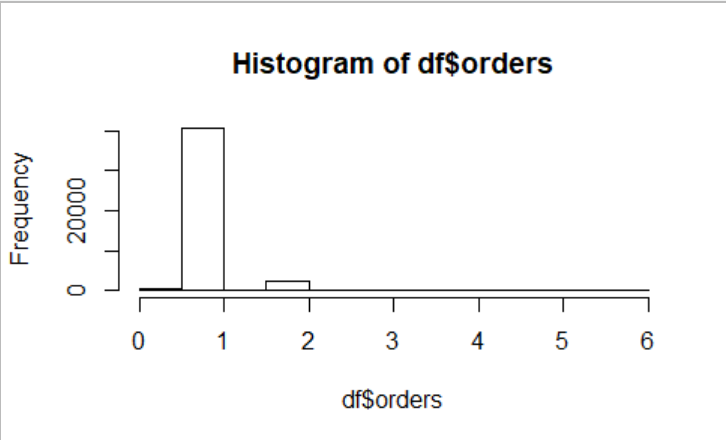 Histogram of df$orders
Frequency
20000
0
0 1 2 3 4 5 6
df$orders